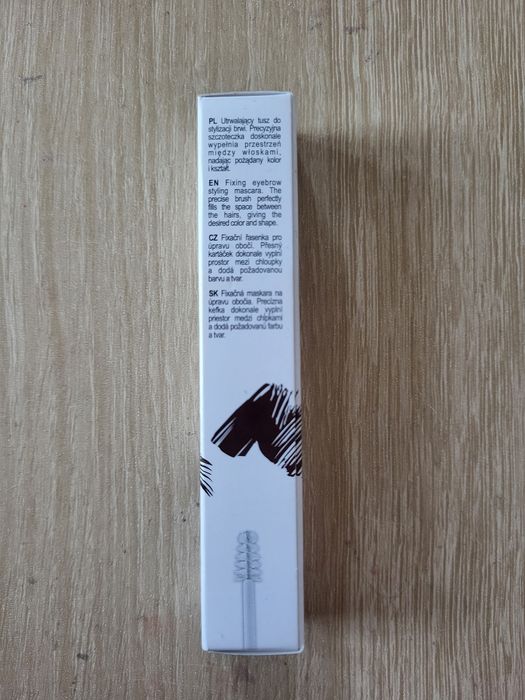 PL Utrwalający tusz do
stylizacji brwi. Precyzyjna
szczoteczka doskonale
wypełnia przestrzeń
między włoskami,
nadając pożądany kolor
i kształt.
EN Fixing eyebrow
styling mascara. The
precise brush perfectly
fills the space between
the hairs, giving the
desired color and shape.
CZ Fixační řasenka pro
úpravu obočí. Přesný
kartáček dokonale vyplní
prostor mezi chloupky
a dodá požadovanou
barvu a tvar.
SK Fixačná maskara na
úpravu obočia. Precízna
kefka dokonale vyplní
priestor medzi chĺpkami
a dodá požadovanú farbu
a tvar.